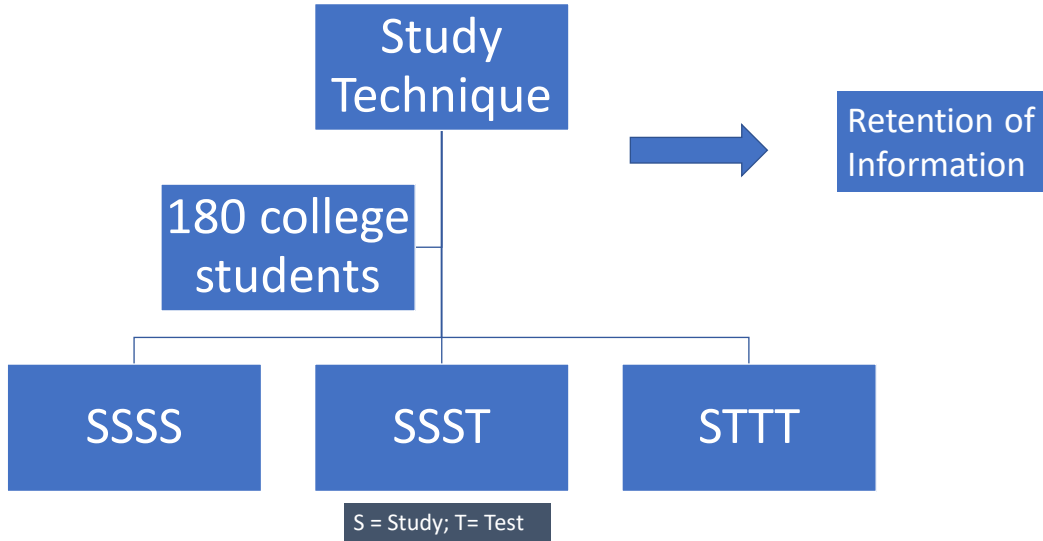 Study
Technique
Retention of
Information
180 college
students
SSSS
SSST
STTT
S = Study; T= Test